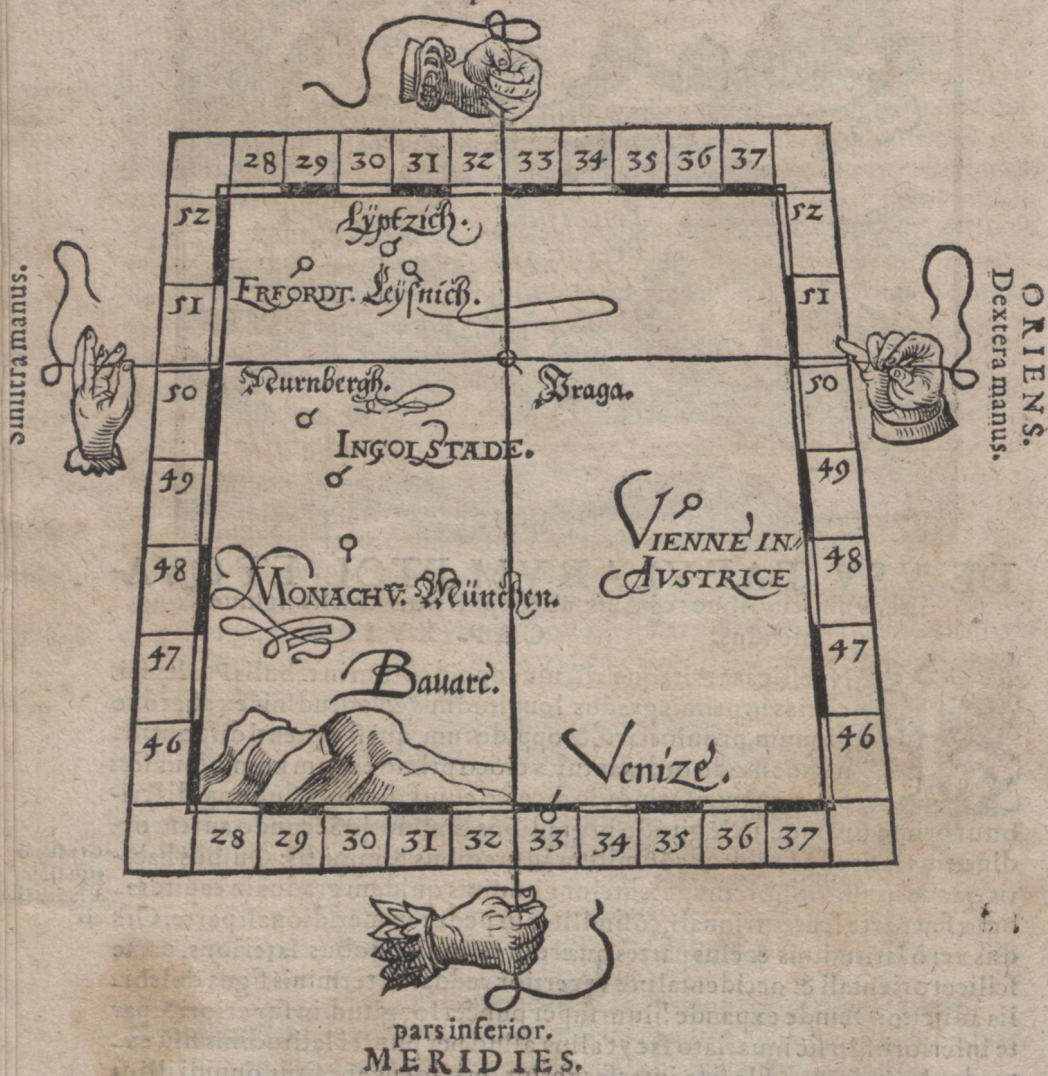 28 29 30 31 32 33 34 35 36 37
52 52
Lÿptzich.
ERFORDT. Leÿsnich.
51 51
Sinistra manus.
ORIENS.
Dextera manus.
50 50
Nurnbergh.
Praga.
INGOLSTADE.
49 49
VIENNE IN
AVSTRICE
48 48
MONACHV̄. München.
47 47
Bavare.
46 46
Venize.
28 29 30 31 32 33 34 35 36 37
pars inferior.
MERIDIES.